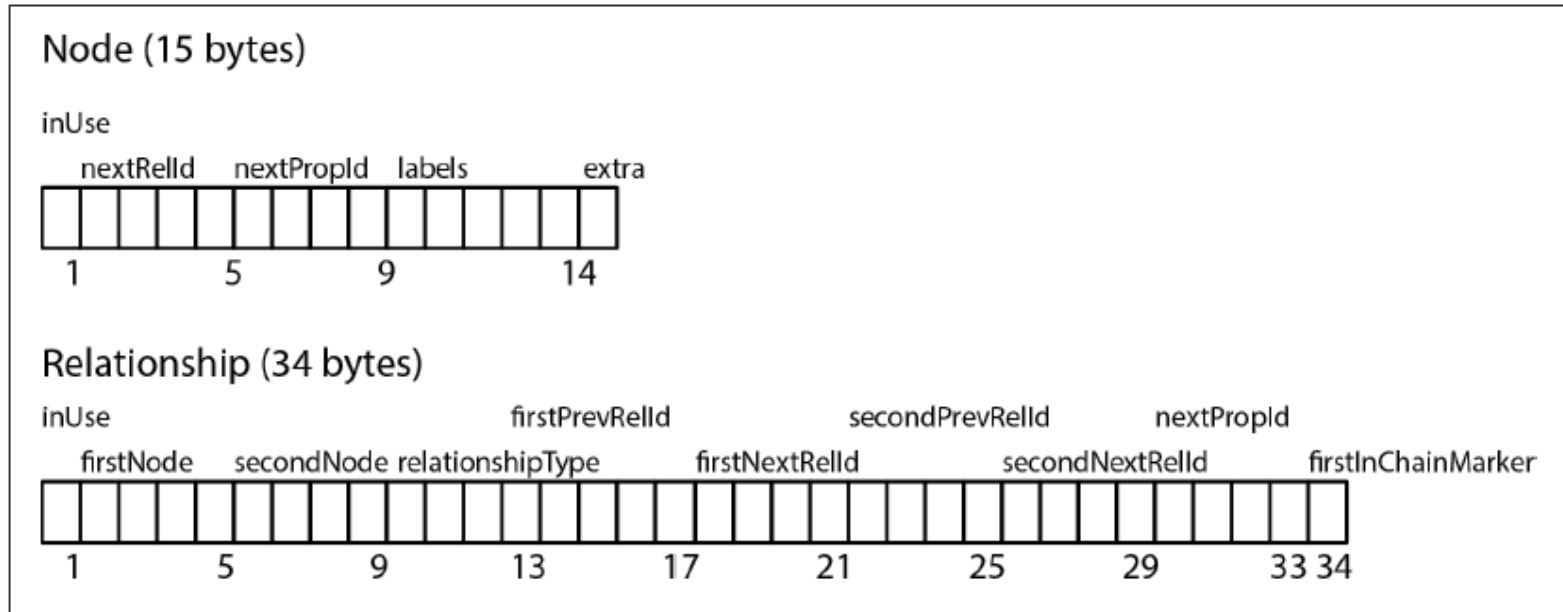 Node (15 bytes)
inUse
nextRelId nextPropId labels extra
1 5 9 14
Relationship (34 bytes)
inUse firstPrevRelId secondPrevRelId nextPropId
firstNode secondNode relationshipType firstNextRelId secondNextRelId firstInChainMarker
1 5 9 13 17 21 25 29 33 34